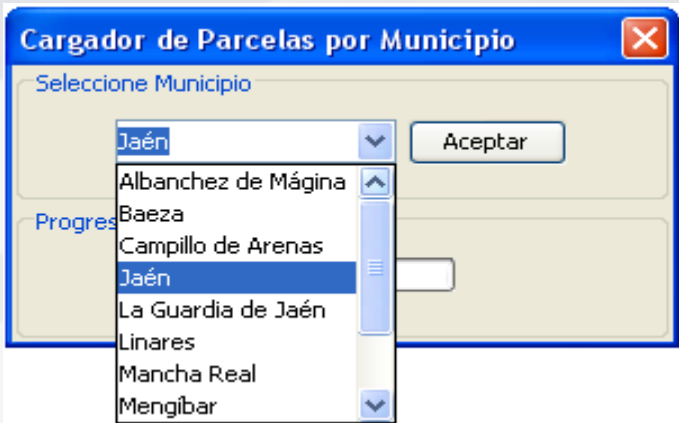 Cargador de Parcelas por Municipio
Seleccione Municipio
Jaén
Aceptar
Albanchez de Mágina
Baeza
Progres
Campillo de Arenas
Jaén
La Guardia de Jaén
Linares
Mancha Real
Mengíbar